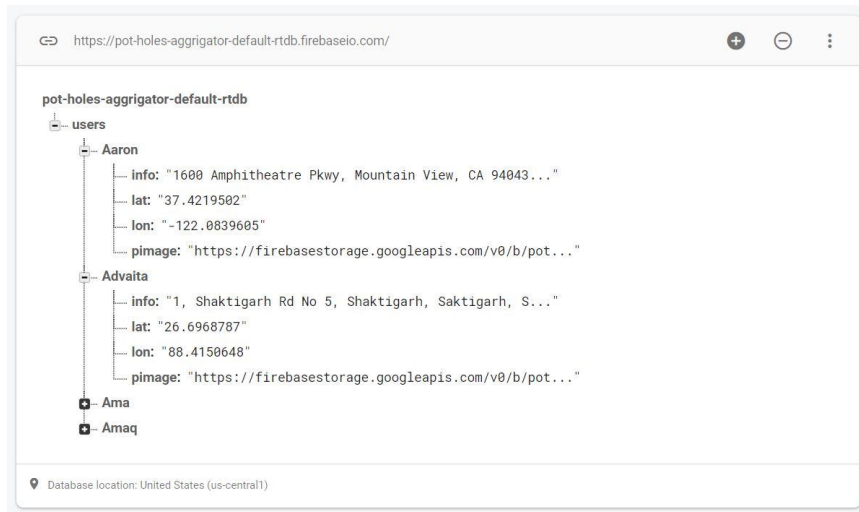 https://pot-holes-aggrigator-default-rtdb.firebaseio.com/
pot-holes-aggrigator-default-rtdb
users
Aaron
info: "1600 Amphitheatre Pkwy, Mountain View, CA 94043..."
lat: "37.4219502"
lon: "-122.0839605"
pimage: "https://firebasestorage.googleapis.com/v0/b/pot..."
Advaita
info: "1, Shaktigarh Rd No 5, Shaktigarh, Saktigarh, S..."
lat: "26.6968787"
lon: "88.4150648"
pimage: "https://firebasestorage.googleapis.com/v0/b/pot..."
Ama
Amaq
Database location: United States (us-central1)